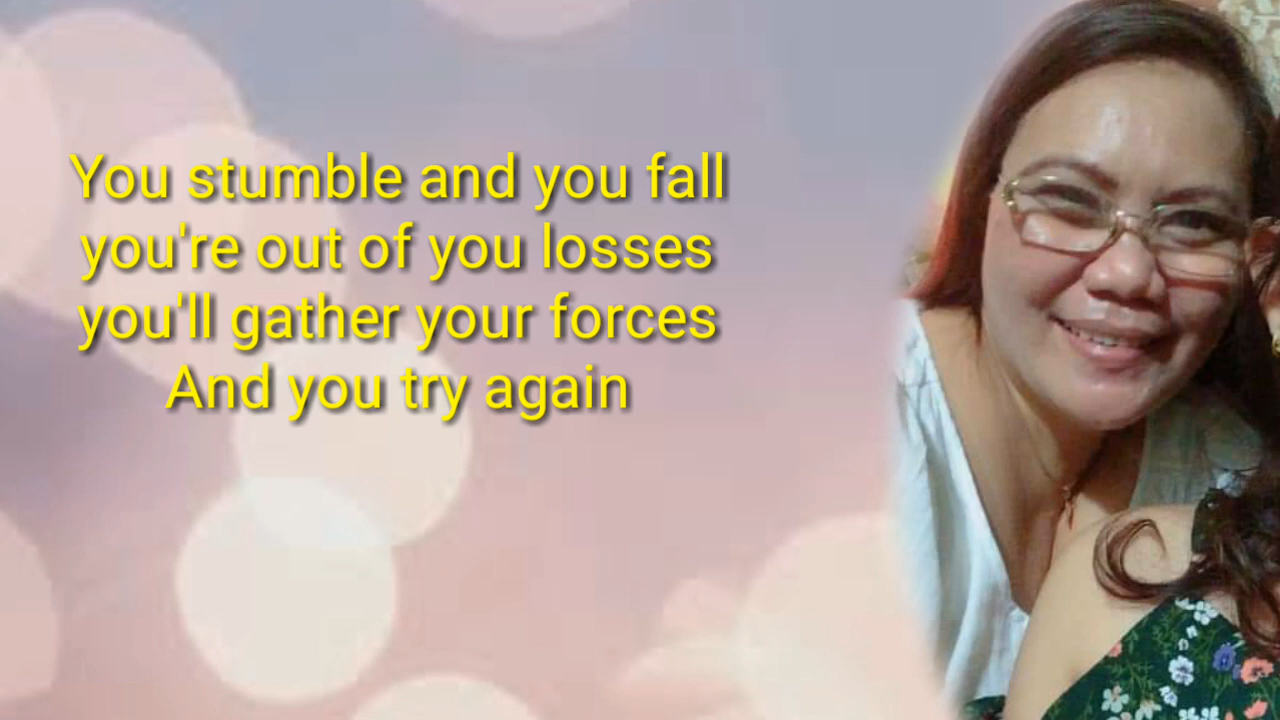 You stumble and you fall
you're out of you losses
you'll gather your forces
And you try again